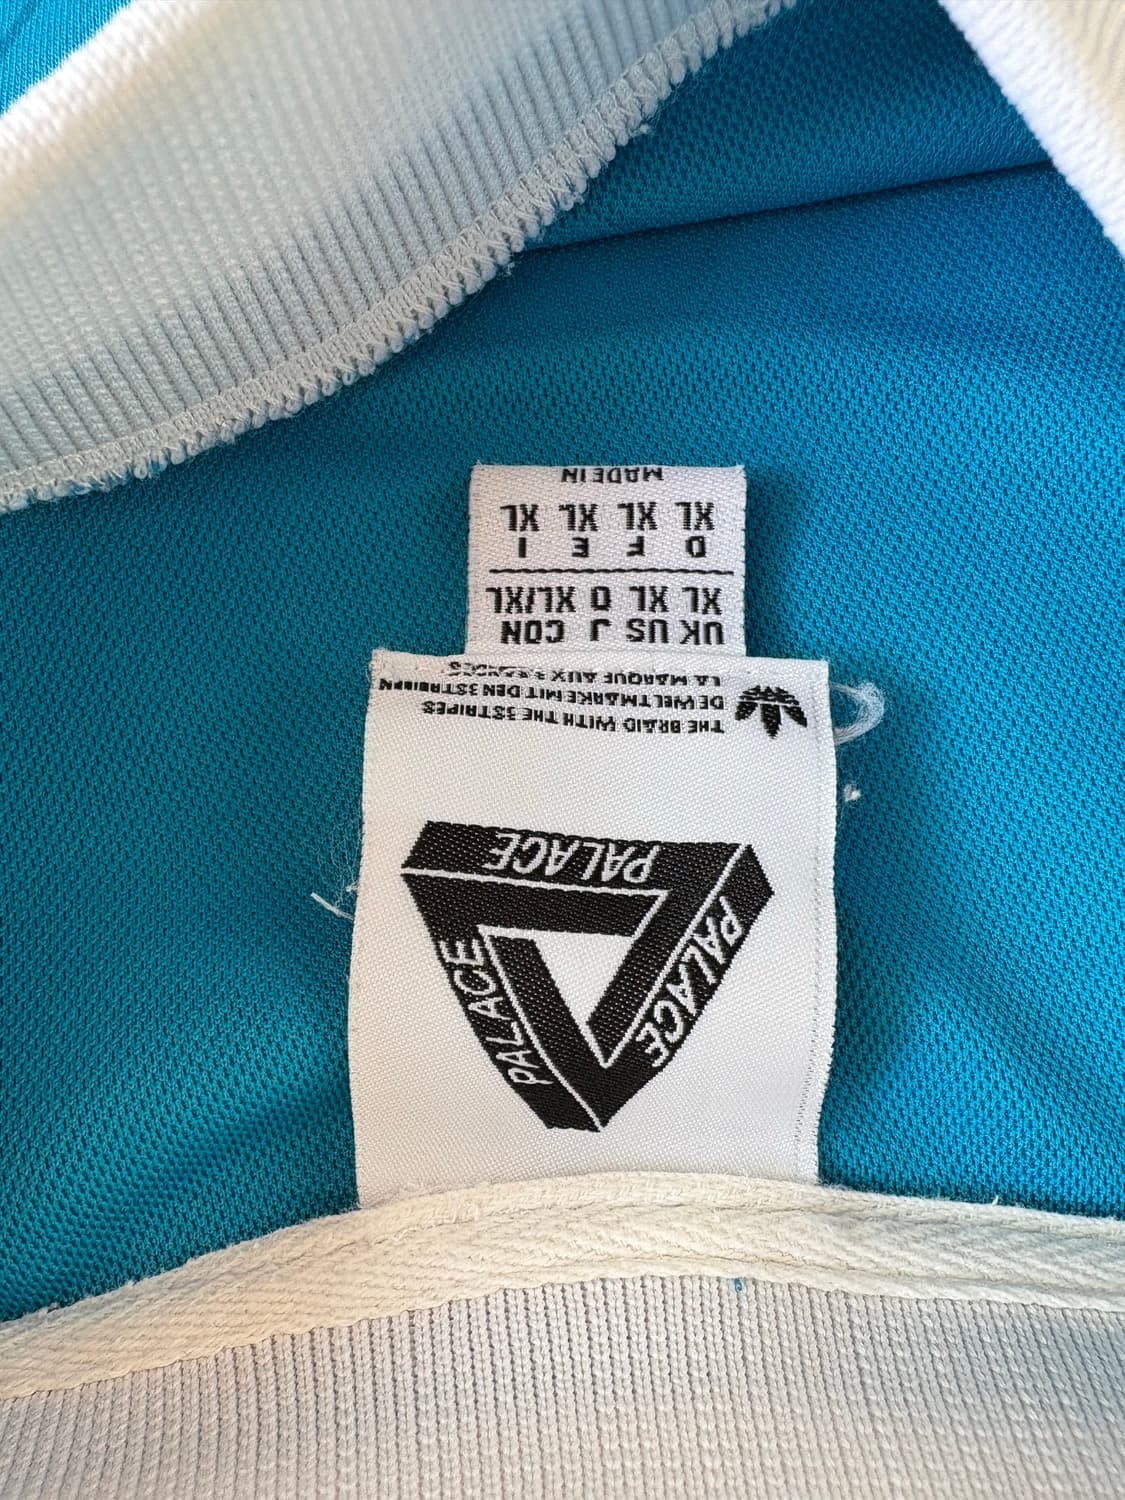 PALACE
PALACE
PALACE
THE BRAID WITH THE 3STRIPES
DE WELTMARKE MIT DEN
LA MARQUE AUX
UK US J CON
XL XL O XL/XL
D F E I
XL XL XL XL
MADE IN